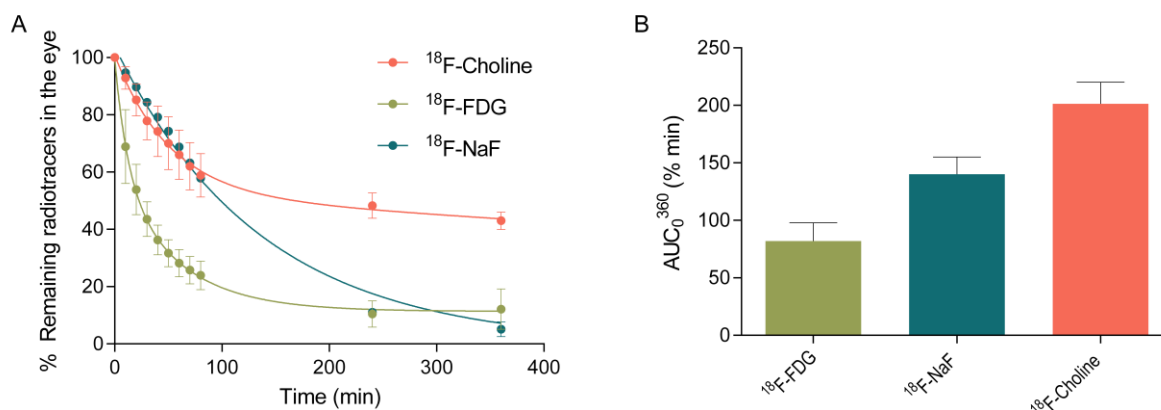 A
% Remaining radiotracers in the eye
100
80
60
40
20
0
0 100 200 300 400
Time (min)
18F-Choline
18F-FDG
18F-NaF
B
AUC₀³⁶⁰ (% min)
250
200
150
100
50
0
18F-FDG
18F-NaF
18F-Choline